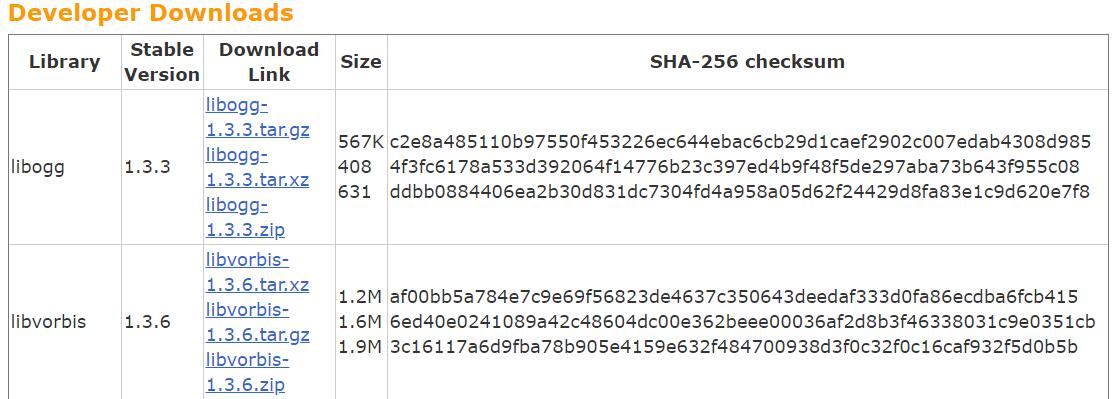 Developer Downloads
Library
Stable
Version
Download
Link
Size
SHA-256 checksum
libogg
1.3.3
libogg-
1.3.3.tar.gz
libogg-
1.3.3.tar.xz
libogg-
1.3.3.zip
567K
408
631
c2e8a485110b97550f453226ec644ebac6cb29d1caef2902c007edab4308d985
4f3fc6178a533d392064f14776b23c397ed4b9f48f5de297aba73b643f955c08
ddbb0884406ea2b30d831dc7304fd4a958a05d62f24429d8fa83e1c9d620e7f8
libvorbis
1.3.6
libvorbis-
1.3.6.tar.xz
libvorbis-
1.3.6.tar.gz
libvorbis-
1.3.6.zip
1.2M
1.6M
1.9M
af00bb5a784e7c9e69f56823de4637c350643deedaf333d0fa86ecdba6fcb415
6ed40e0241089a42c48604dc00e362beee00036af2d8b3f46338031c9e0351cb
3c16117a6d9fba78b905e4159e632f484700938d3f0c32f0c16caf932f5d0b5b